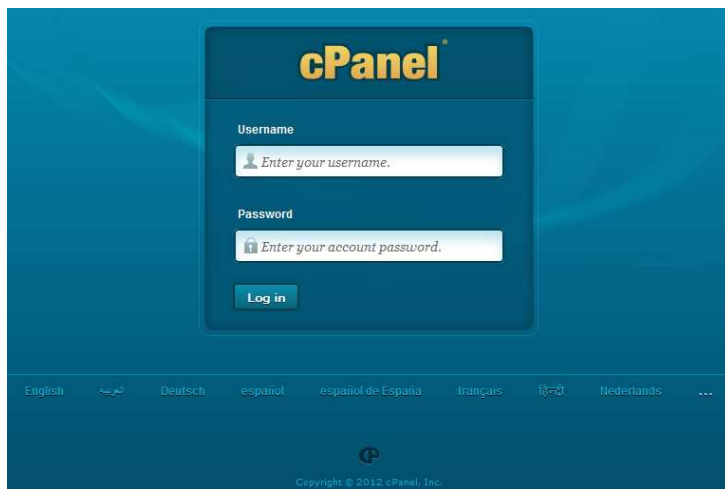 cPanel®
Username
Enter your username.
Password
Enter your account password.
Log in
English العربية Deutsch español español de España français हिन्दी Nederlands ...
cP
Copyright © 2012 cPanel, Inc.